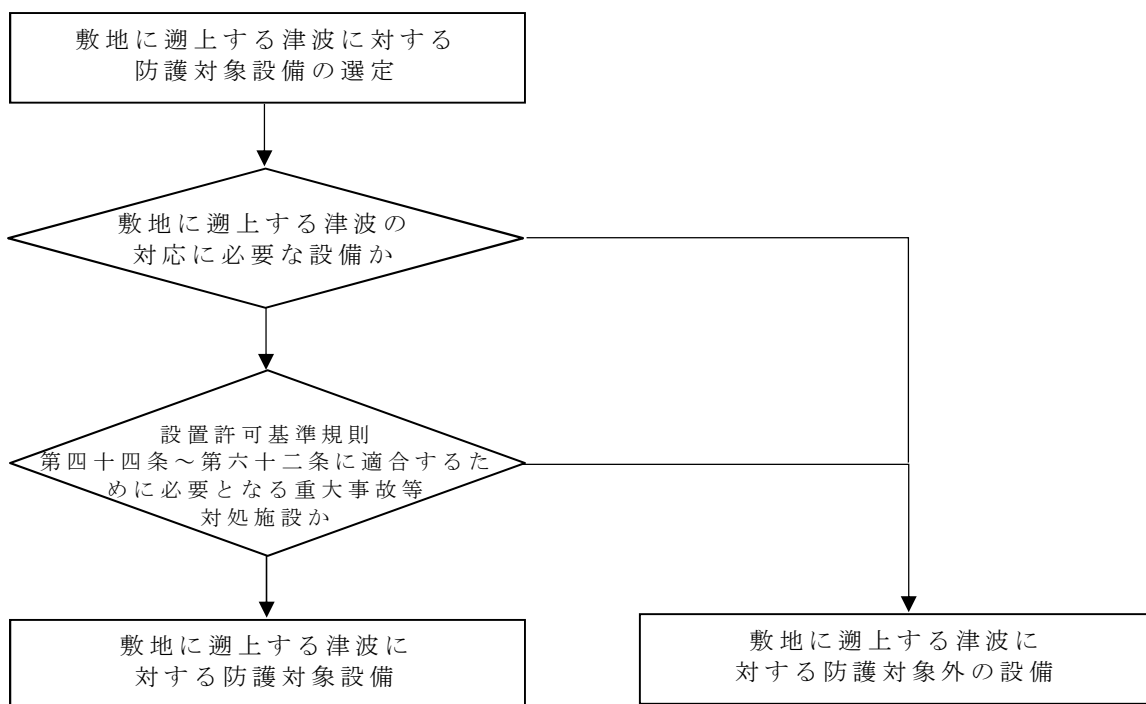 敷地に遡上する津波に対する
防護対象設備の選定
敷地に遡上する津波の
対応に必要な設備か
設置許可基準規則
第四十四条～第六十二条に適合するた
めに必要となる重大事故等
対処施設か
敷地に遡上する津波に
対する防護対象設備
敷地に遡上する津波に
対する防護対象外の設備